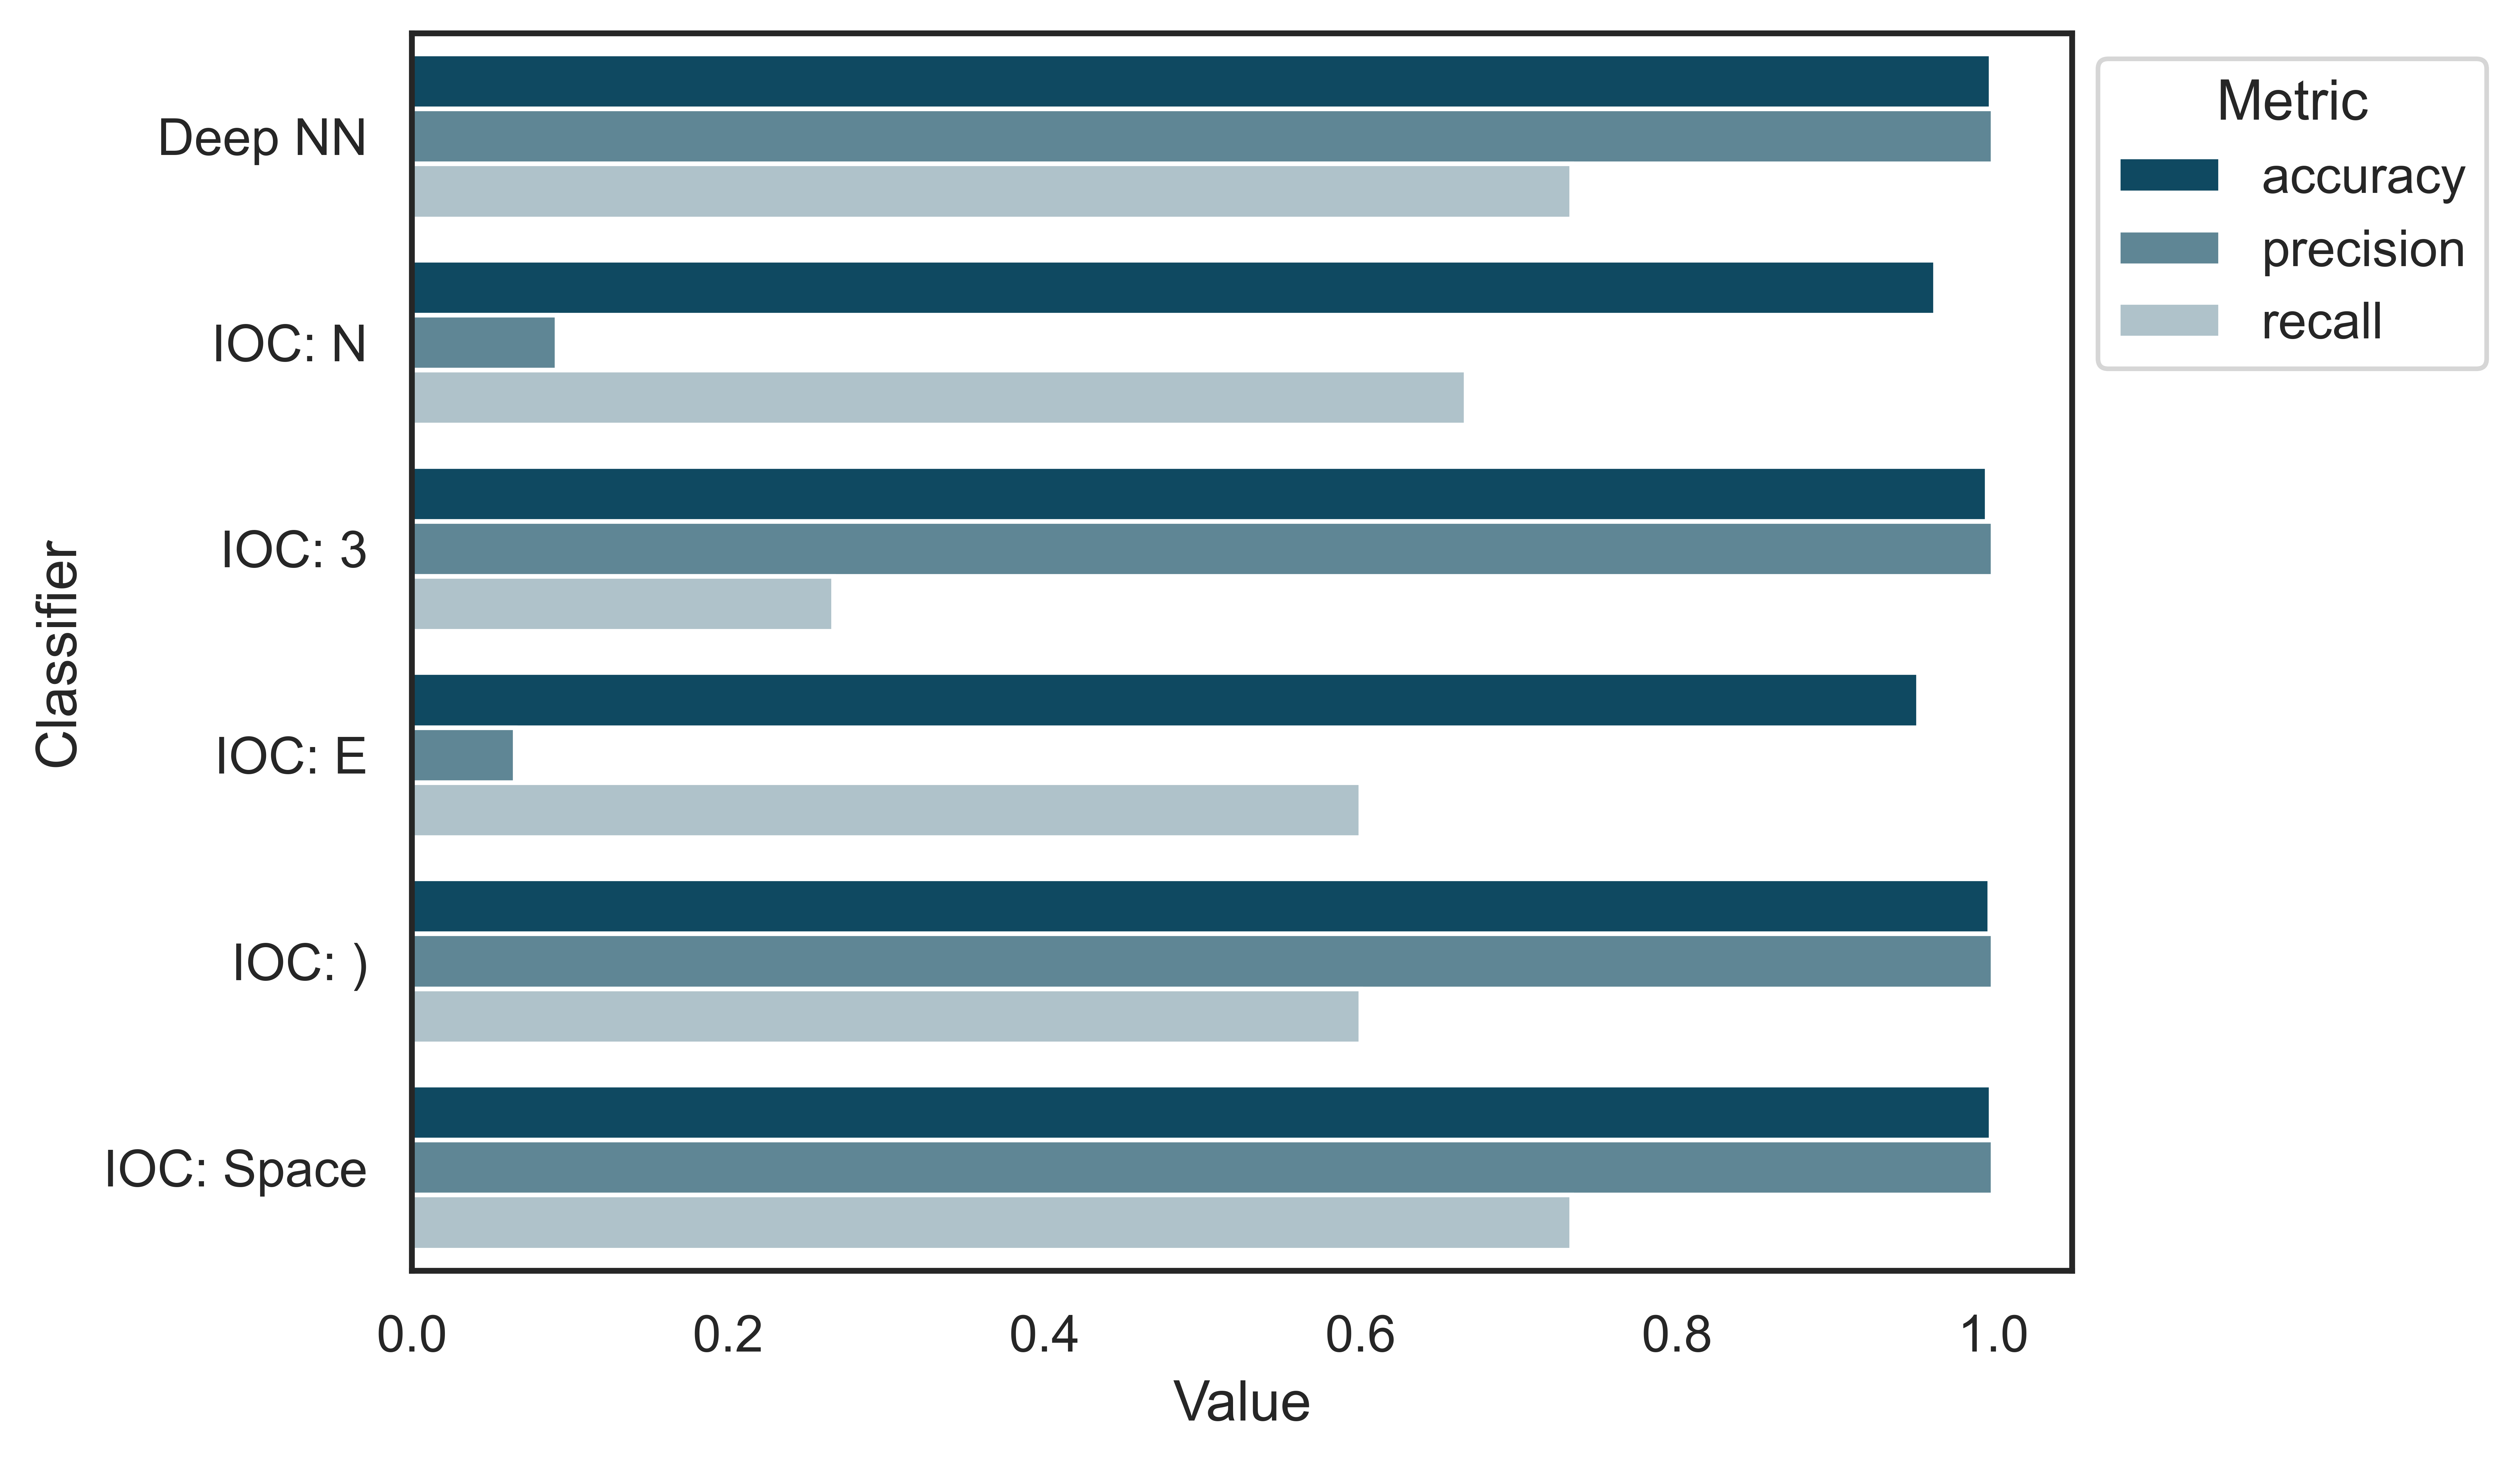 Deep NN
IOC: N
IOC: 3
IOC: E
IOC: )
IOC: Space
Classifier
0.0 0.2 0.4 0.6 0.8 1.0
Value
Metric
accuracy
precision
recall